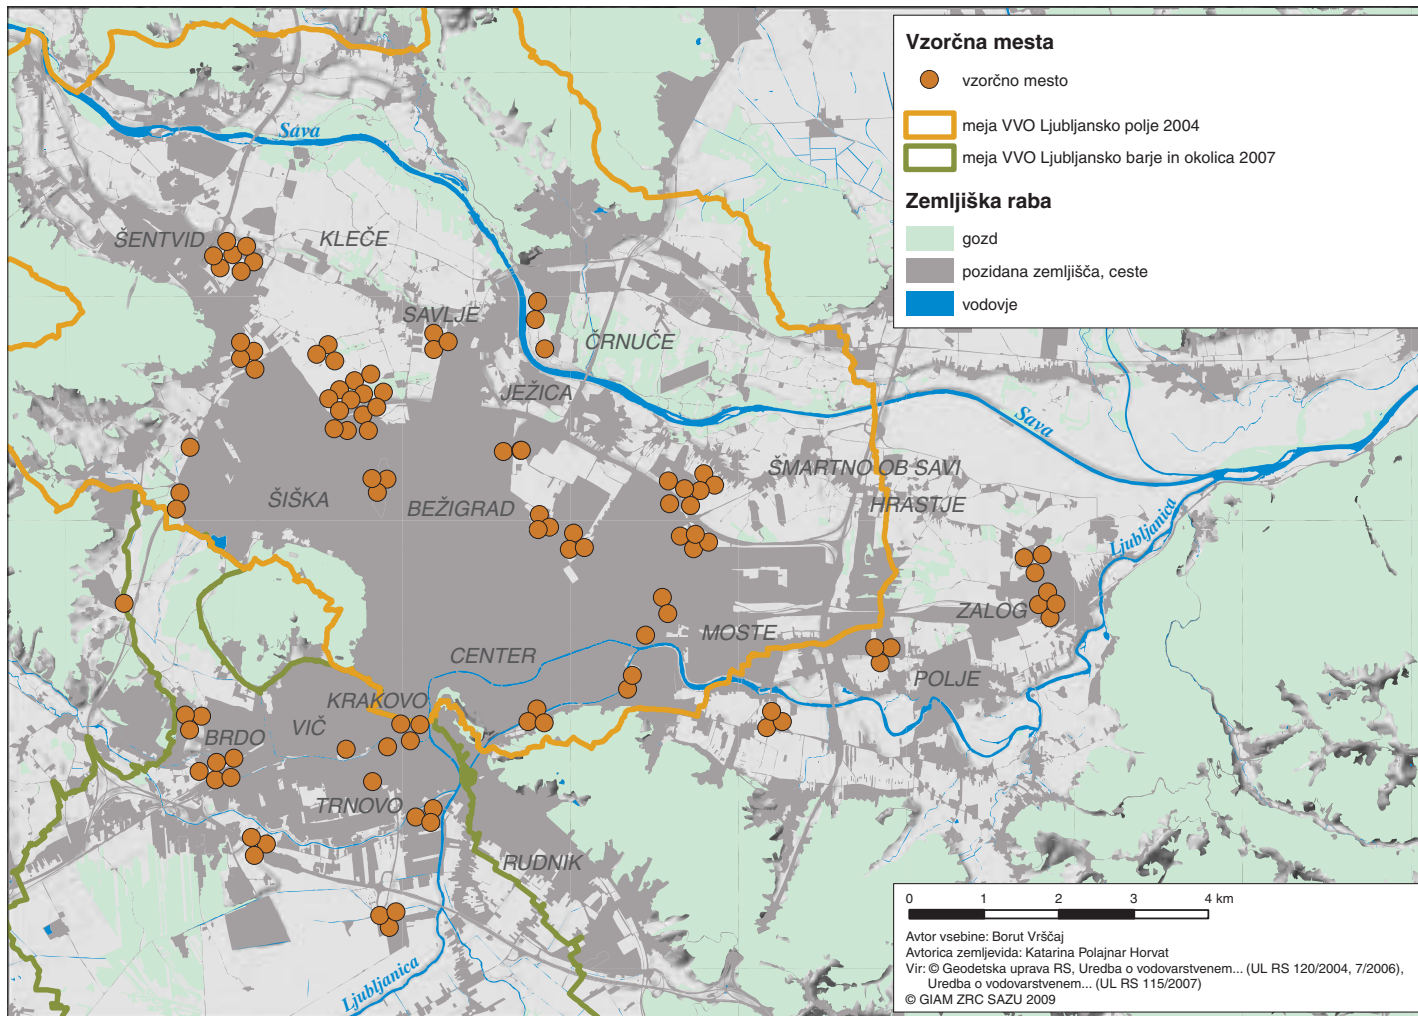 Vzorčna mesta
vzorčno mesto
meja VVO Ljubljansko polje 2004
meja VVO Ljubljansko barje in okolica 2007
Zemljiška raba
gozd
pozidana zemljišča, ceste
vodovje
Sava
ŠENTVID
KLEČE
SAVLJE
ČRNUČE
JEŽICA
Sava
ŠMARTNO OB SAVI
ŠIŠKA
BEŽIGRAD
HRASTJE
Ljubljanica
ZALOG
MOSTE
CENTER
POLJE
KRAKOVO
VIČ
BRDO
TRNOVO
RUDNIK
Ljubljanica
0 1 2 3 4 km
Avtor vsebine: Borut Vrščaj
Avtorica zemljevida: Katarina Polajnar Horvat
Vir: © Geodetska uprava RS, Uredba o vodovarstvenem... (UL RS 120/2004, 7/2006),
Uredba o vodovarstvenem... (UL RS 115/2007)
© GIAM ZRC SAZU 2009